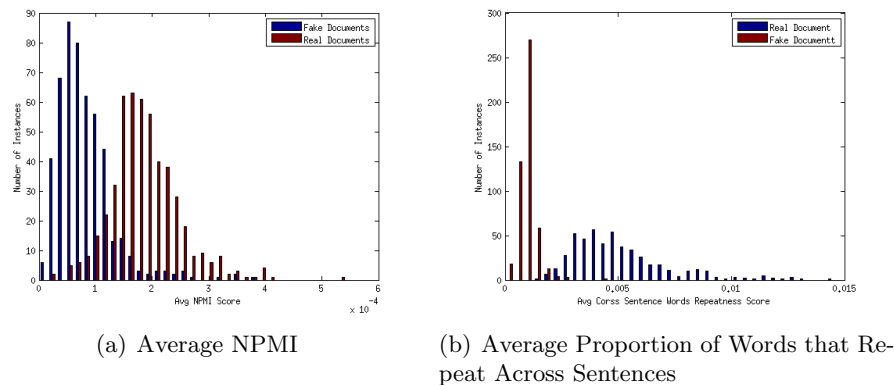 90
80
70
60
50
40
30
20
10
0
Number of Instances
Fake Documents
Real Documents
0 1 2 3 4 5 6
Avg NPMI Score
x 10^-4
(a) Average NPMI
300
250
200
150
100
50
0
Number of Instances
Real Document
Fake Documentt
0 0.005 0.01 0.015
Avg Corss Sentence Words Repeatness Score
(b) Average Proportion of Words that Re-
peat Across Sentences